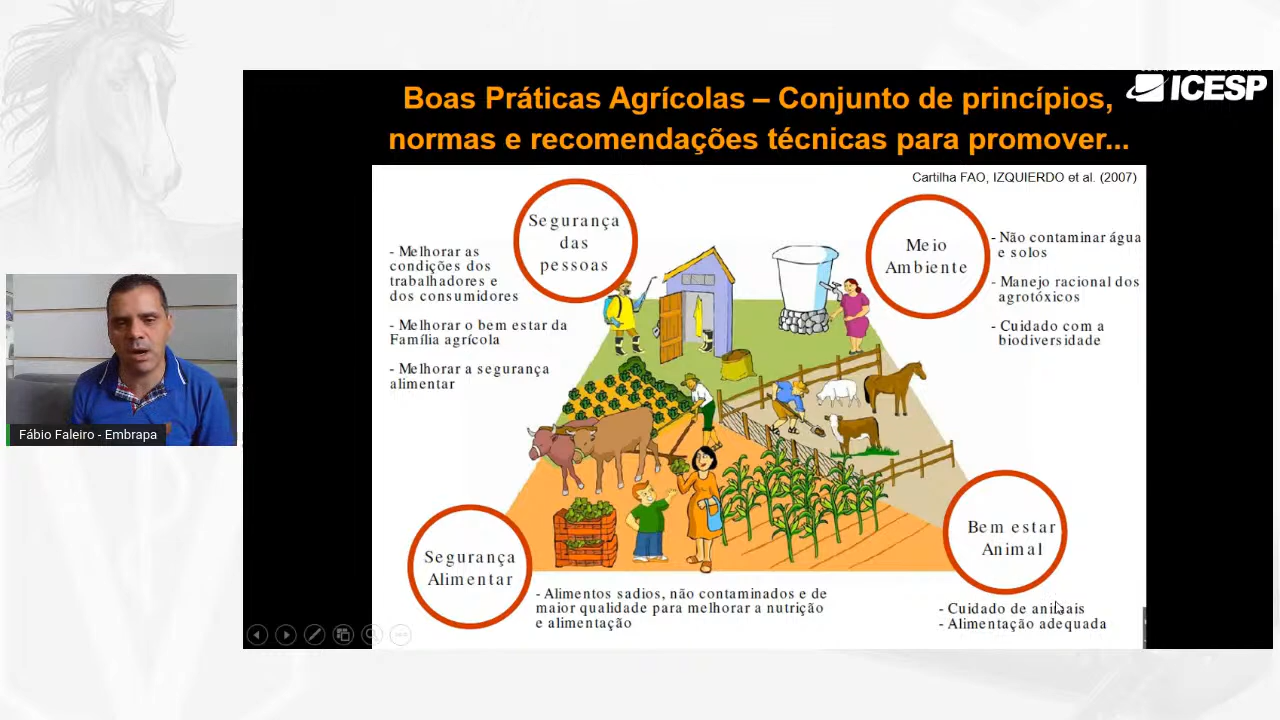 Boas Práticas Agrícolas – Conjunto de princípios,
normas e recomendações técnicas para promover...
ICESP
Cartilha FAO, IZQUIERDO et al. (2007)
Segurança
das
pessoas
- Melhorar as
condições dos
trabalhadores e
dos consumidores
- Melhorar o bem estar da
Família agrícola
- Melhorar a segurança
alimentar
Meio
Ambiente
- Não contaminar água
e solos
- Manejo racional dos
agrotóxicos
- Cuidado com a
biodiversidade
Fábio Faleiro - Embrapa
Segurança
Alimentar
- Alimentos sadios, não contaminados e de
maior qualidade para melhorar a nutrição
e alimentação
Bem estar
Animal
- Cuidado de animais
- Alimentação adequada